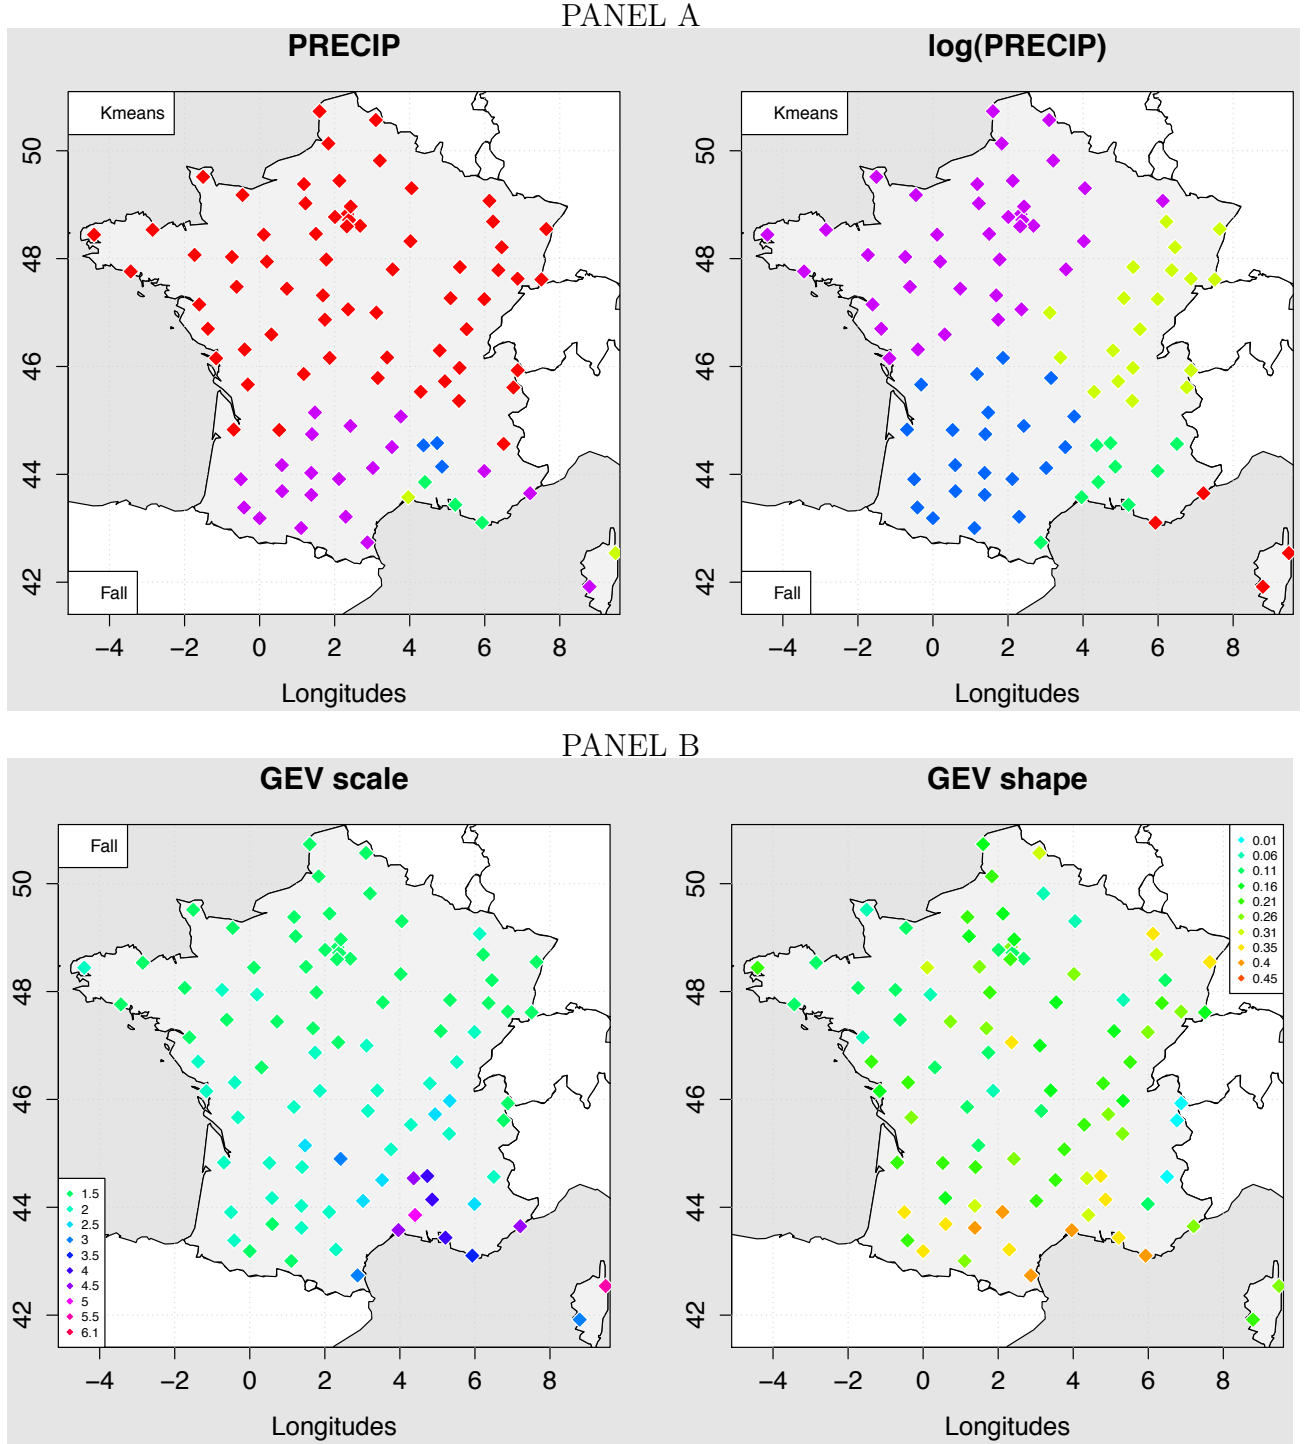 PANEL A
PRECIP
log(PRECIP)
Kmeans
Kmeans
50
48
46
44
42
50
48
46
44
42
Fall
Fall
−4 −2 0 2 4 6 8
−4 −2 0 2 4 6 8
Longitudes
Longitudes
PANEL B
GEV scale
GEV shape
Fall
0.01
0.06
0.11
0.16
0.21
0.26
0.31
0.35
0.4
0.45
50
48
46
44
42
50
48
46
44
42
1.5
2
2.5
3
3.5
4
4.5
5
5.5
6.1
−4 −2 0 2 4 6 8
−4 −2 0 2 4 6 8
Longitudes
Longitudes